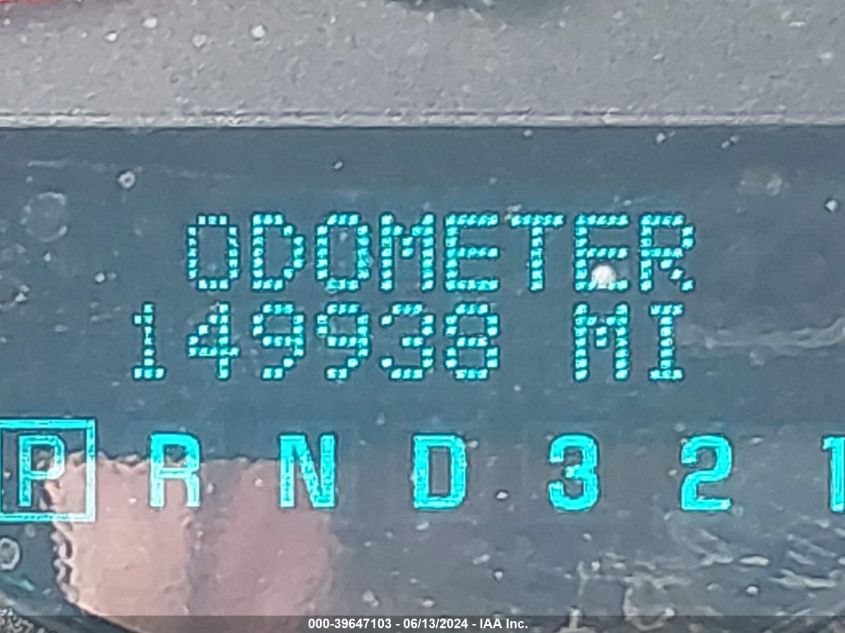 ODOMETER
149938 MI
P R N D 3 2 1
000-39647103 - 06/13/2024 - IAA Inc.